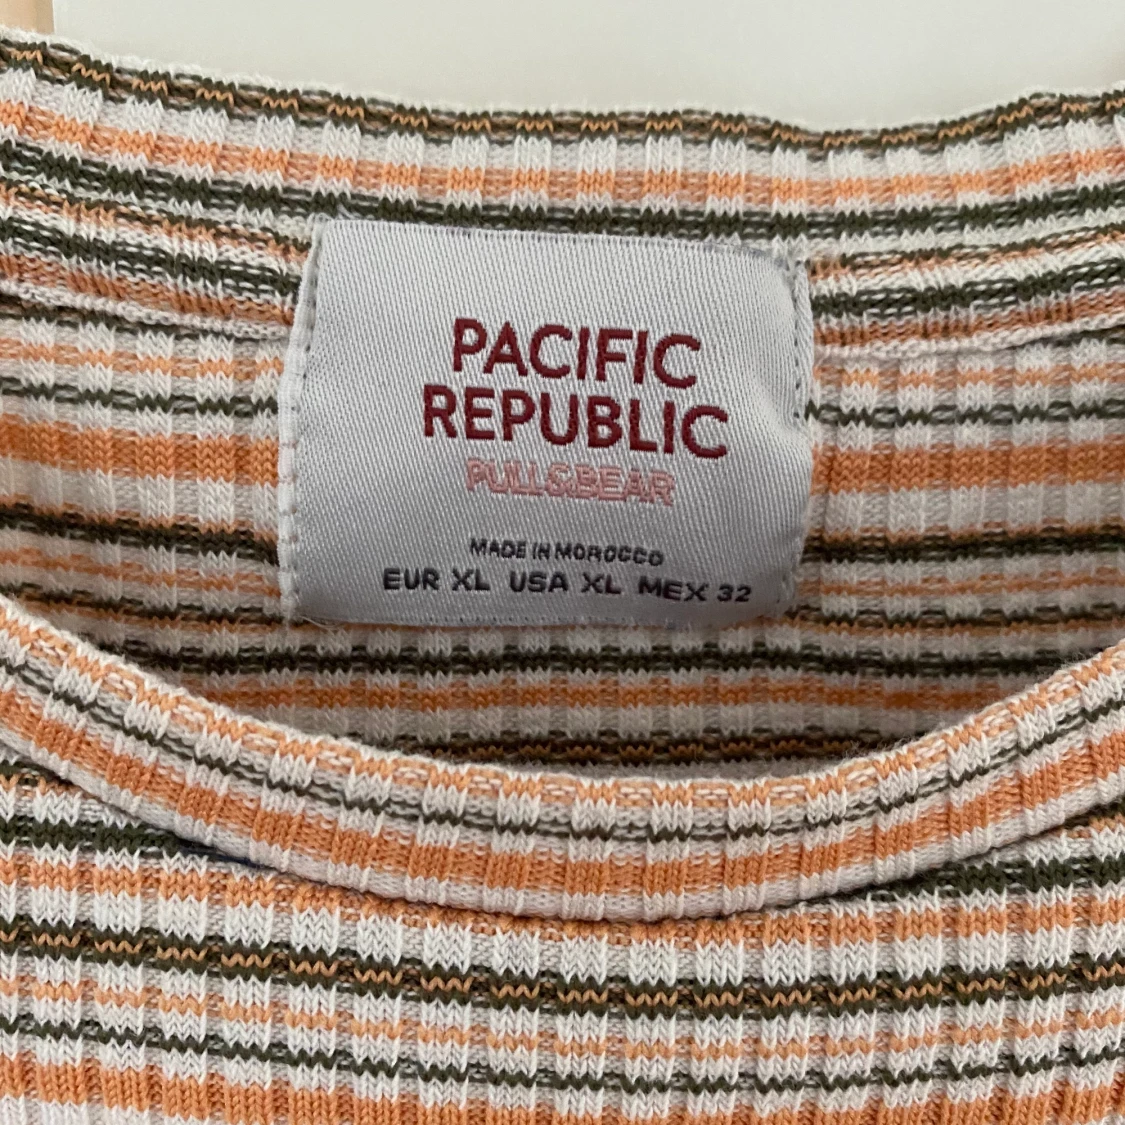 PACIFIC
REPUBLIC
PULL&BEAR
MADE IN MOROCCO
EUR XL USA XL MEX 32